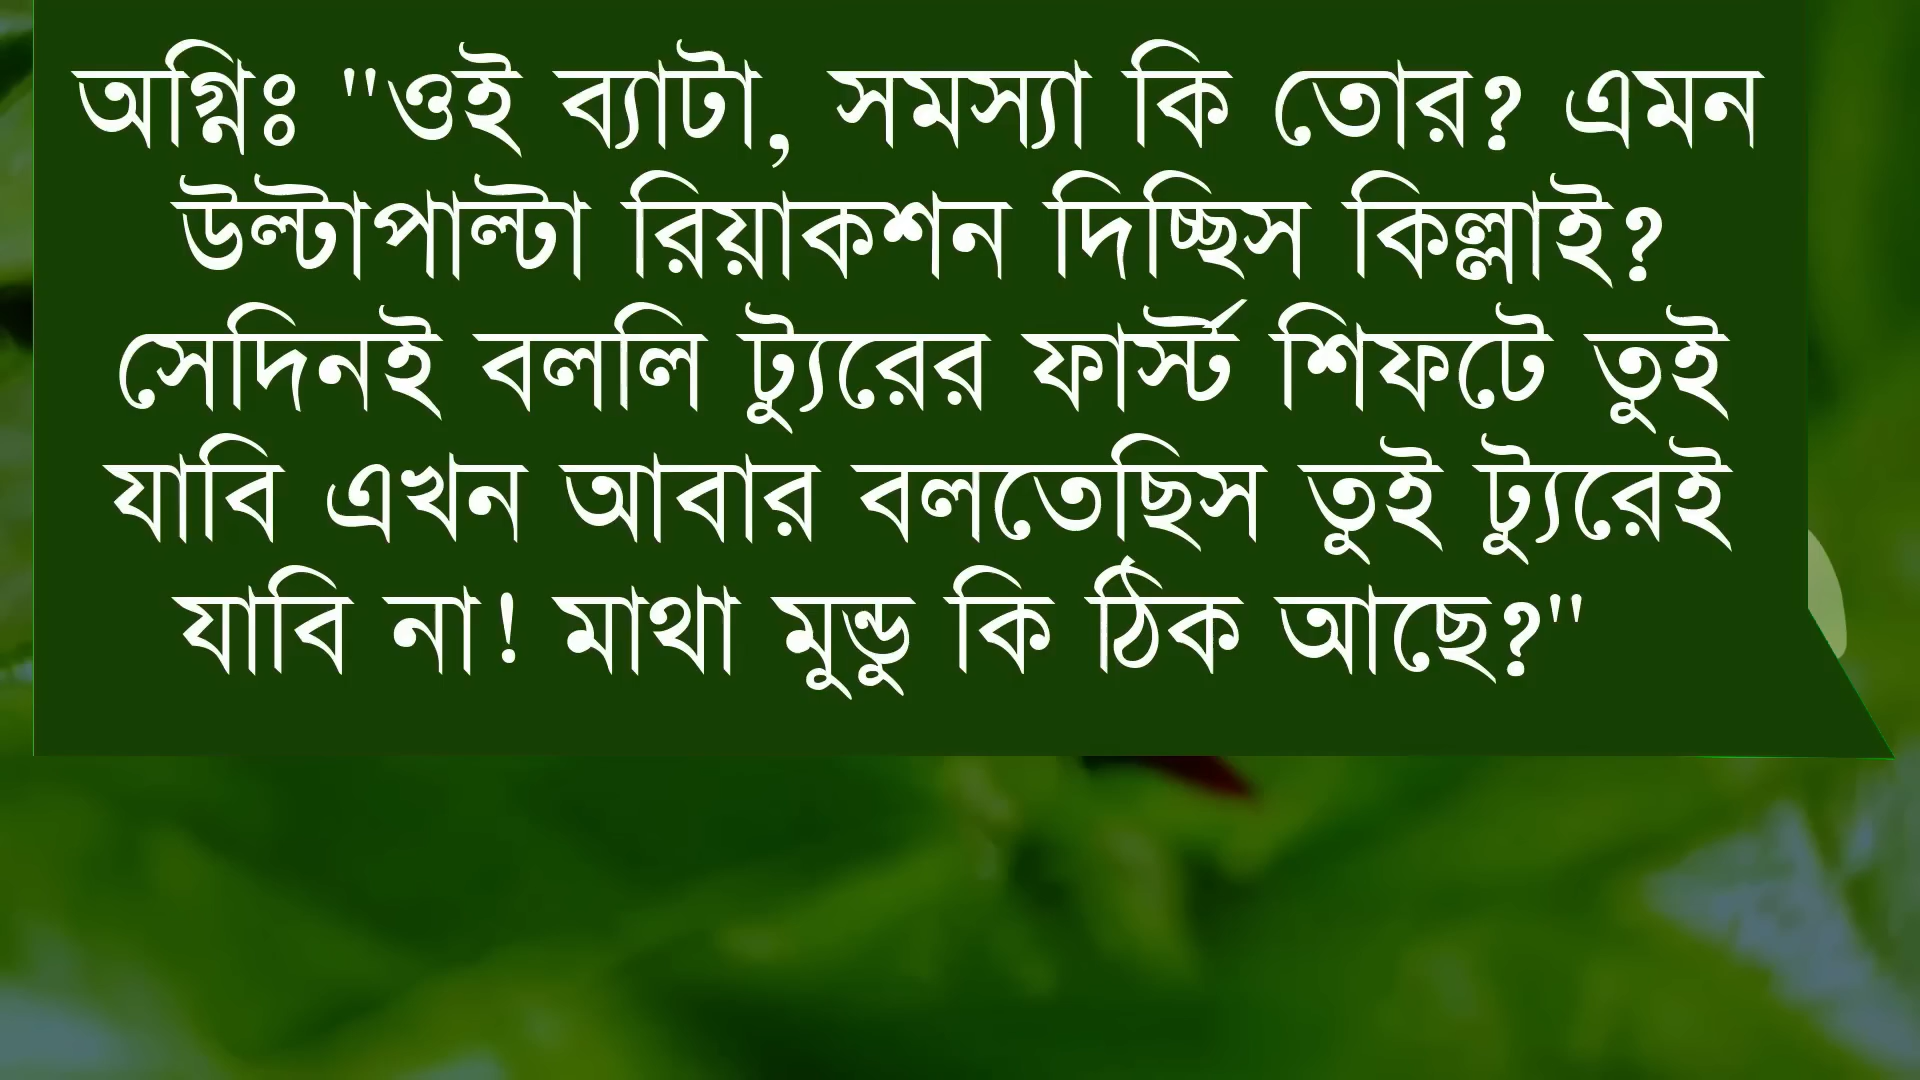 অগ্নিঃ "ওই ব্যাটা, সমস্যা কি তোর? এমন
উল্টাপাল্টা রিয়াকশন দিচ্ছিস কিল্লাই?
সেদিনই বললি ট্যুরের ফার্স্ট শিফটে তুই
যাবি এখন আবার বলতেছিস তুই ট্যুরেই
যাবি না! মাথা মুন্ডু কি ঠিক আছে?"